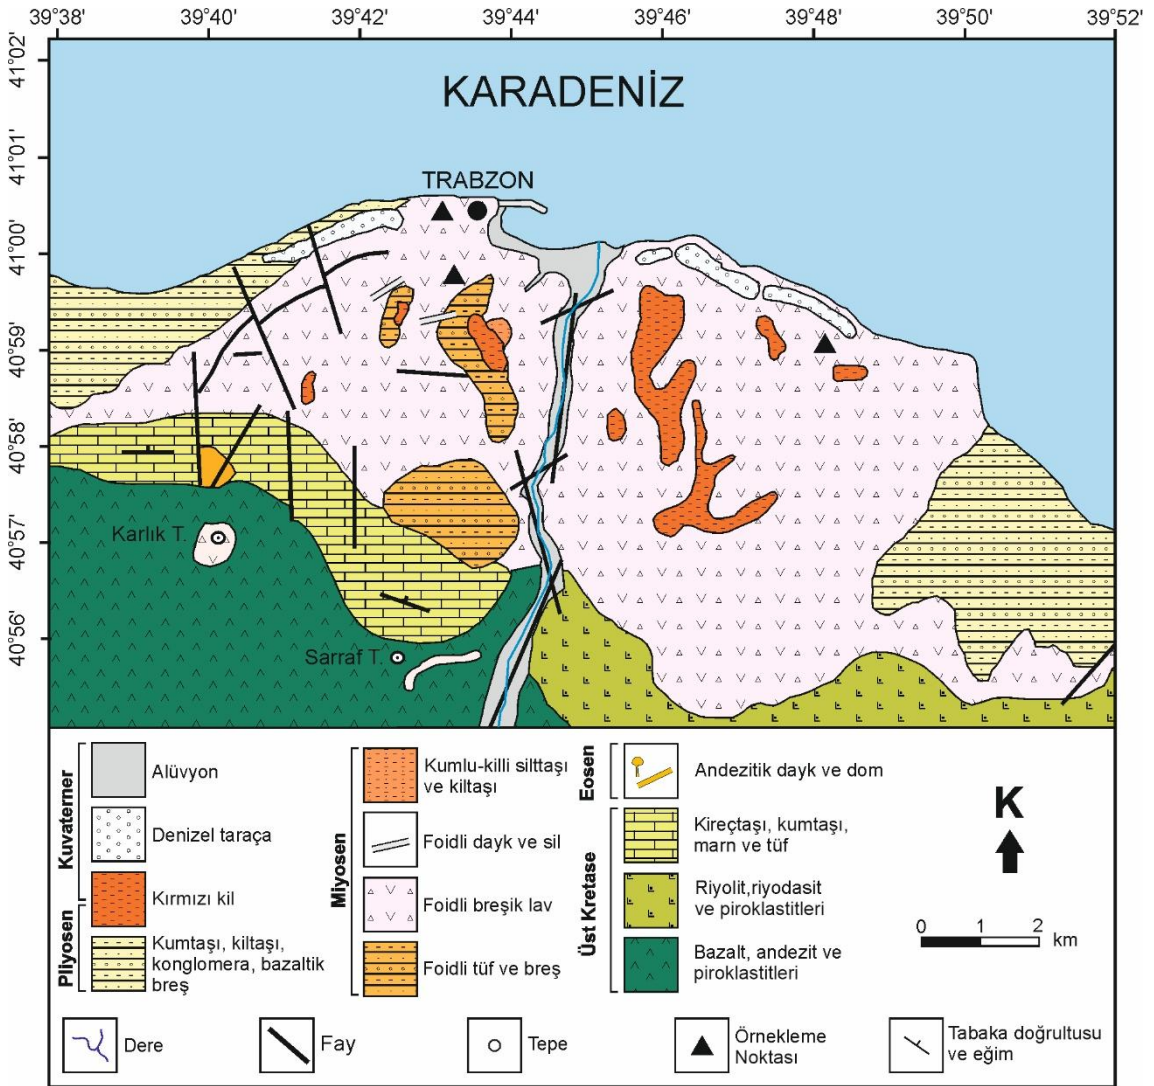 39°38' 39°40' 39°42' 39°44' 39°46' 39°48' 39°50' 39°52'
41°02'
41°01'
41°00'
40°59'
40°58'
40°57'
40°56'
KARADENİZ
TRABZON
Karlık T.
Sarraf T.
Kuvaterner
Alüvyon
Denizel taraça
Kırmızı kil
Pliyosen
Kumtaşı, kiltaşı,
konglomera, bazaltik
breş
Miyosen
Kumlu-killi silttaşı
ve kiltaşı
Foidli dayk ve sil
Foidli breşik lav
Foidli tüf ve breş
Eosen
Andezitik dayk ve dom
Üst Kretase
Kireçtaşı, kumtaşı,
marn ve tüf
Riyolit,riyodasit
ve piroklastitleri
Bazalt, andezit ve
piroklastitleri
K
0 1 2
km
Dere
Fay
Tepe
Örnekleme
Noktası
Tabaka doğrultusu
ve eğim